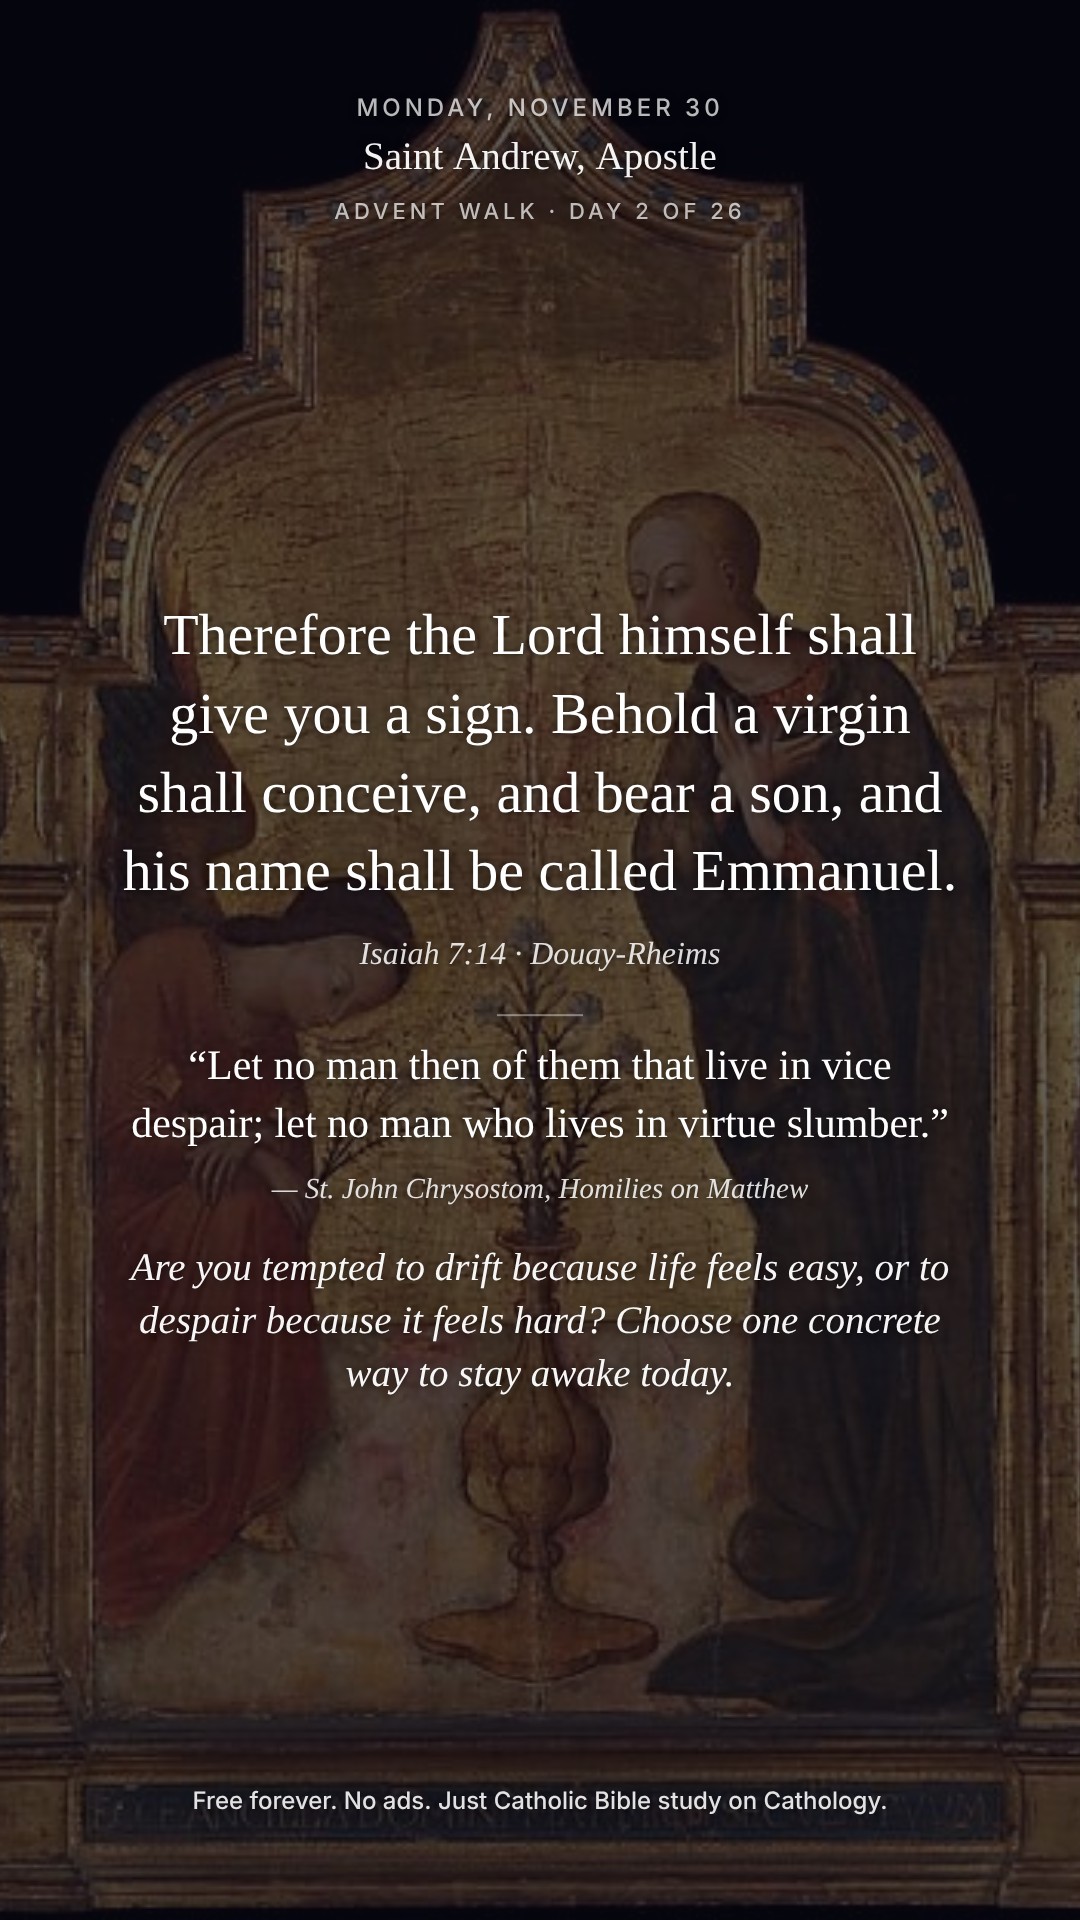 MONDAY, NOVEMBER 30
Saint Andrew, Apostle
ADVENT WALK · DAY 2 OF 26
Therefore the Lord himself shall
give you a sign. Behold a virgin
shall conceive, and bear a son, and
his name shall be called Emmanuel.
Isaiah 7:14 · Douay-Rheims
“Let no man then of them that live in vice
despair; let no man who lives in virtue slumber.”
— St. John Chrysostom, Homilies on Matthew
Are you tempted to drift because life feels easy, or to
despair because it feels hard? Choose one concrete
way to stay awake today.
Free forever. No ads. Just Catholic Bible study on Cathology.